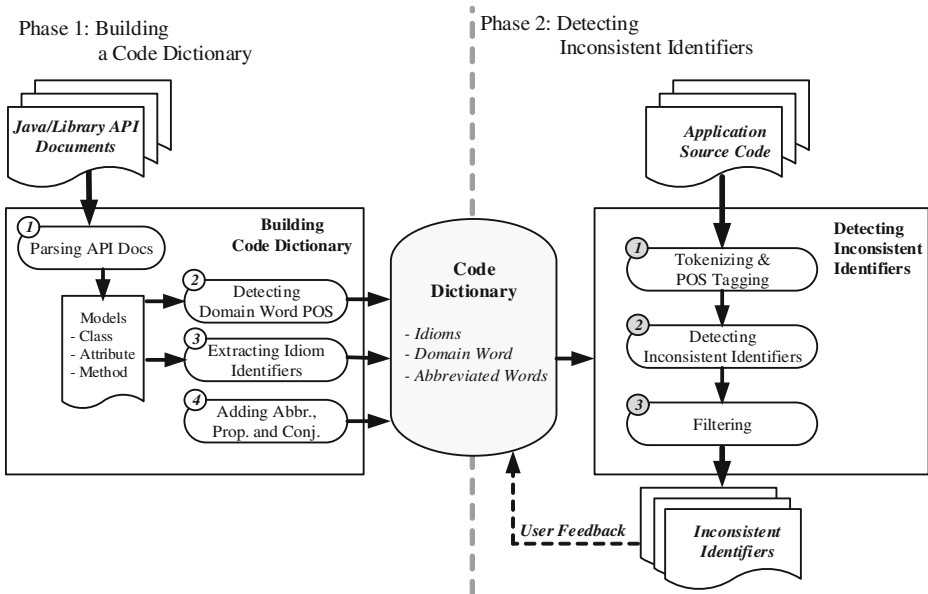 Phase 1: Building
a Code Dictionary
Java/Library API
Documents
Building
Code Dictionary
1
Parsing API Docs
Models
- Class
- Attribute
- Method
2
Detecting
Domain Word POS
3
Extracting Idiom
Identifiers
4
Adding Abbr.,
Prop. and Conj.
Code
Dictionary
- Idioms
- Domain Word
- Abbreviated Words
Phase 2: Detecting
Inconsistent Identifiers
Application
Source Code
Detecting
Inconsistent
Identifiers
1
Tokenizing &
POS Tagging
2
Detecting
Inconsistent Identifiers
3
Filtering
User Feedback
Inconsistent
Identifiers